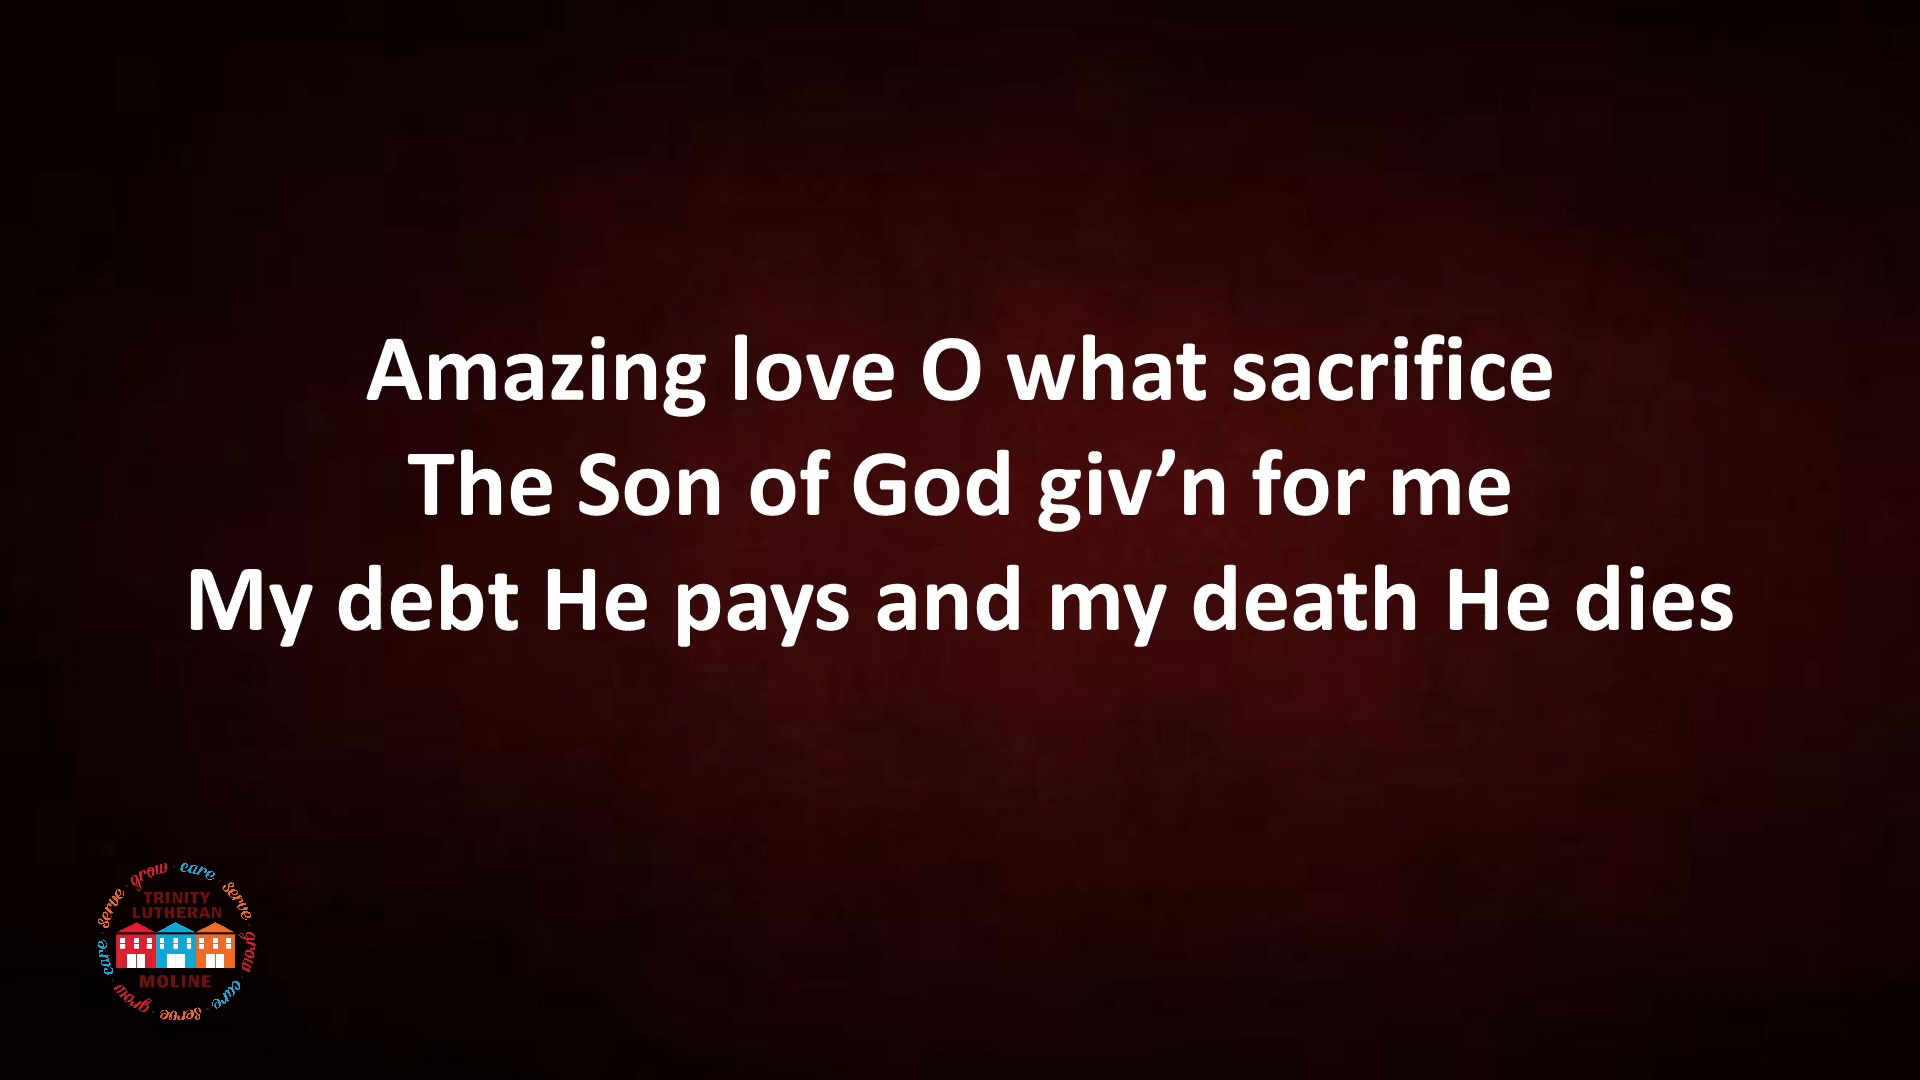 Amazing love O what sacrifice
The Son of God giv’n for me
My debt He pays and my death He dies
grow · care · serve · grow · care · serve · grow · care · serve
TRINITY
LUTHERAN
MOLINE